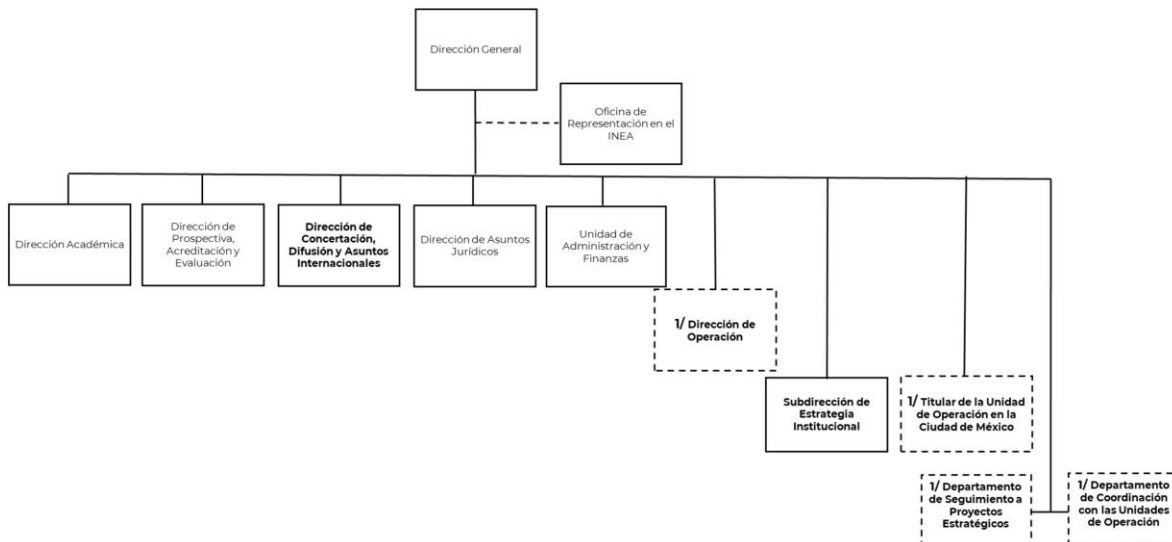 Dirección General
Oficina de
Representación en el
INEA
Dirección Académica
Dirección de
Prospectiva,
Acreditación y
Evaluación
Dirección de
Concertación,
Difusión y Asuntos
Internacionales
Dirección de Asuntos
Jurídicos
Unidad de
Administración y
Finanzas
1/ Dirección de
Operación
Subdirección de
Estrategia
Institucional
1/ Titular de la Unidad
de Operación en la
Ciudad de México
1/ Departamento
de Seguimiento a
Proyectos
Estratégicos
1/ Departamento
de Coordinación
con las Unidades
de Operación